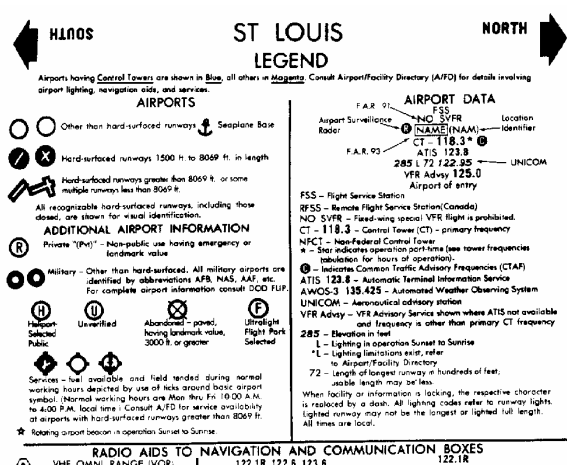 SOUTH
ST LOUIS
NORTH
LEGEND
Airports having Control Towers are shown in Blue, all others in Magenta. Consult Airport/Facility Directory (A/FD) for details involving
airport lighting, navigation aids, and services.
AIRPORTS
Other than hard-surfaced runways
Seaplane Base
Hard-surfaced runways 1500 ft. to 8069 ft. in length
Hard-surfaced runways greater than 8069 ft. or some
multiple runways less than 8069 ft.
All recognizable hard-surfaced runways, including those
closed, are shown for visual identification.
ADDITIONAL AIRPORT INFORMATION
R
Private "(Pvt)" - Non-public use having emergency or
landmark value
Military - Other than hard-surfaced. All military airports are
identified by abbreviations AFB, NAS, AAF, etc.
For complete airport information consult DOD FLIP.
H
U
F
Heliport-
Selected
Public
Unverified
Abandoned - paved,
having landmark value,
3000 ft. or greater
Ultralight
Flight Park
Selected
Services - fuel available and field tended during normal
working hours depicted by use of ticks around basic airport
symbol. (Normal working hours are Mon thru Fri 10:00 A.M.
to 4:00 P.M. local time) Consult A/FD for service availability
at airports with hard-surfaced runways greater than 8069 ft.
Rotating airport beacon in operation Sunset to Sunrise.
AIRPORT DATA
F.A.R. 91
FSS
NO SVFR
Airport Surveillance
Radar
R
NAME (NAM)
Location
Identifier
F.A.R. 93
CT - 118.3 * C
ATIS 123.8
285 L 72 122.95
UNICOM
VFR Advsy 125.0
Airport of entry
FSS - Flight Service Station
RFSS - Remote Flight Service Station(Canada)
NO SVFR - Fixed-wing special VFR flight is prohibited.
CT - 118.3 - Control Tower (CT) - primary frequency
NFCT - Non-Federal Control Tower
* - Star indicates operation part-time (see tower frequencies
tabulation for hours of operation)
C - Indicates Common Traffic Advisory Frequencies (CTAF)
ATIS 123.8 - Automatic Terminal Information Service
AWOS-3 135.425 - Automated Weather Observing System
UNICOM - Aeronautical advisory station
VFR Advsy - VFR Advisory Service shown where ATIS not available
and frequency is other than primary CT frequency
285 - Elevation in feet
L - Lighting in operation Sunset to Sunrise
*L - Lighting limitations exist, refer
to Airport/Facility Directory
72 - Length of longest runway in hundreds of feet;
usable length may be less.
When facility or information is lacking, the respective character
is replaced by a dash. All lighting codes refer to runway lights.
Lighted runway may not be the longest or lighted full length.
All times are local.
RADIO AIDS TO NAVIGATION AND COMMUNICATION BOXES
VHF OMNI RANGE (VOR)
122.1R 122.6 123.6
122.1R